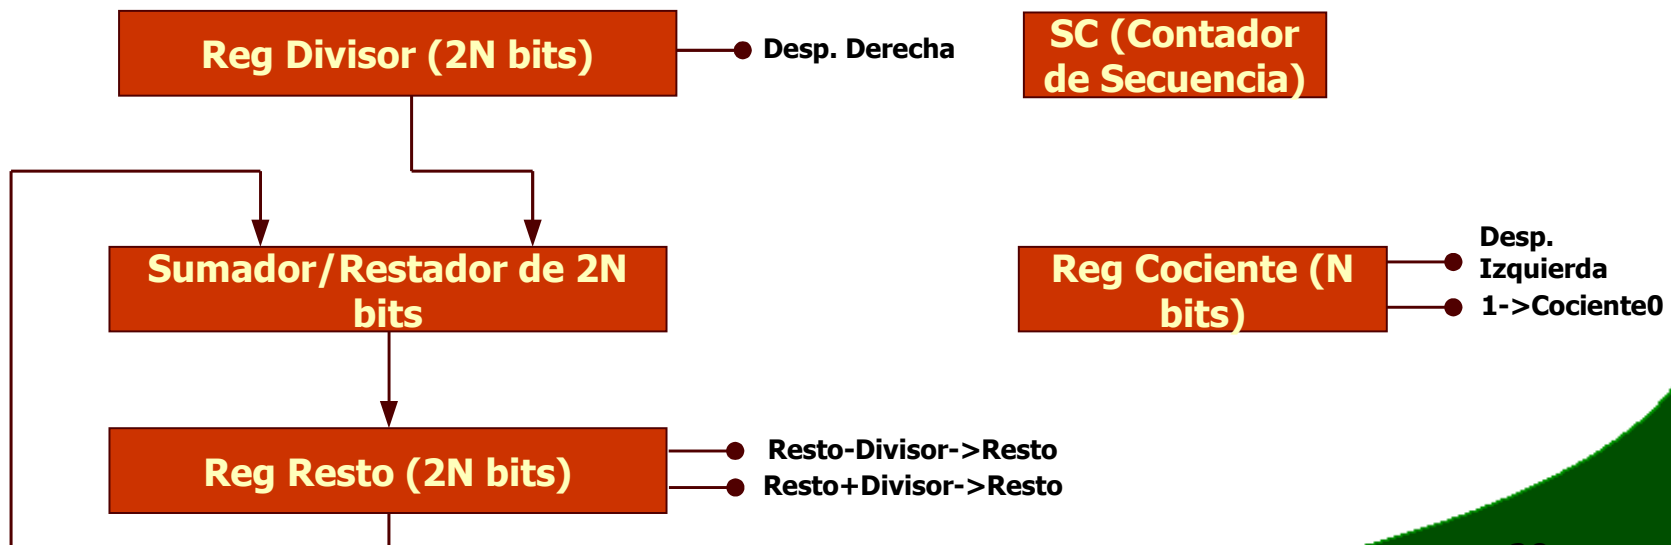 Reg Divisor (2N bits)
Desp. Derecha
SC (Contador
de Secuencia)
Sumador/Restador de 2N
bits
Reg Cociente (N
bits)
Desp.
Izquierda
1->Cociente0
Reg Resto (2N bits)
Resto-Divisor->Resto
Resto+Divisor->Resto